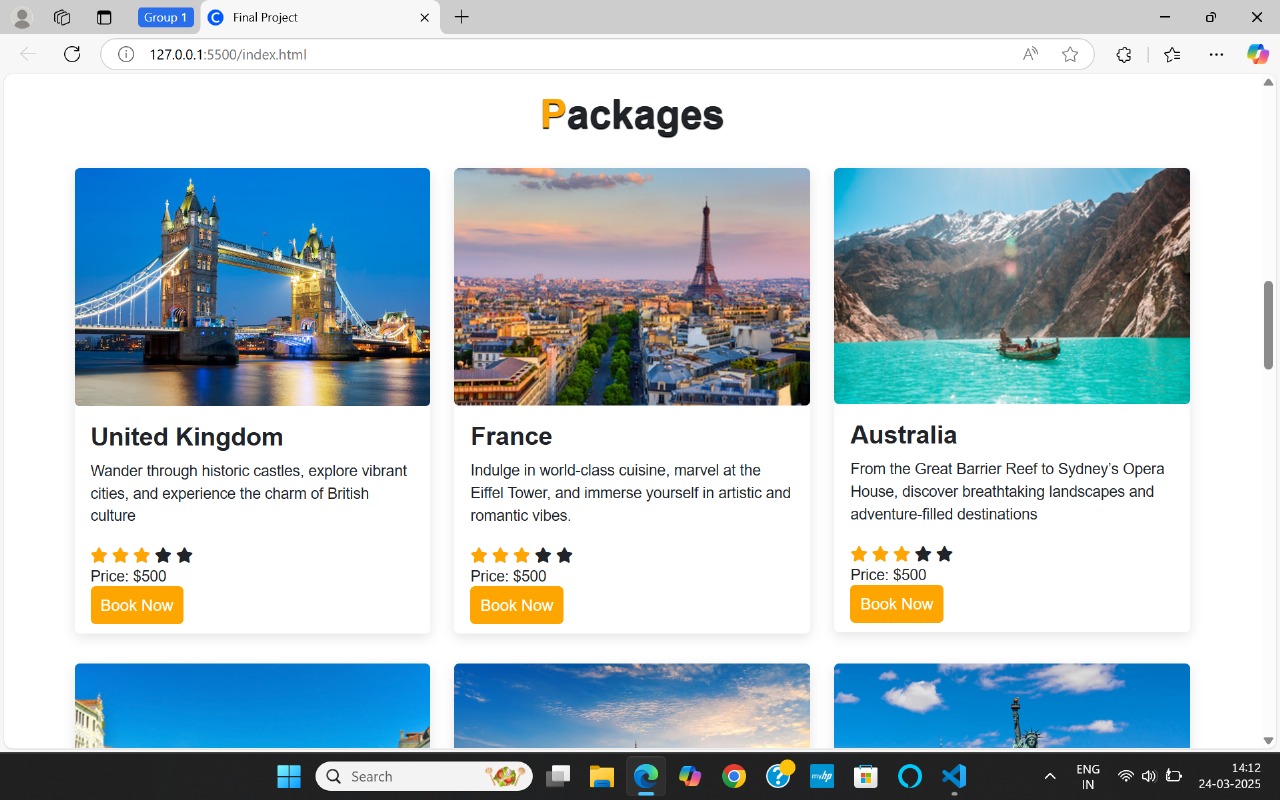 Group 1
Final Project
127.0.0.1:5500/index.html
Packages
United Kingdom
Wander through historic castles, explore vibrant
cities, and experience the charm of British
culture
Price: $500
Book Now
France
Indulge in world-class cuisine, marvel at the
Eiffel Tower, and immerse yourself in artistic and
romantic vibes.
Price: $500
Book Now
Australia
From the Great Barrier Reef to Sydney's Opera
House, discover breathtaking landscapes and
adventure-filled destinations
Price: $500
Book Now
Search
myhp
ENG
IN
14:12
24-03-2025